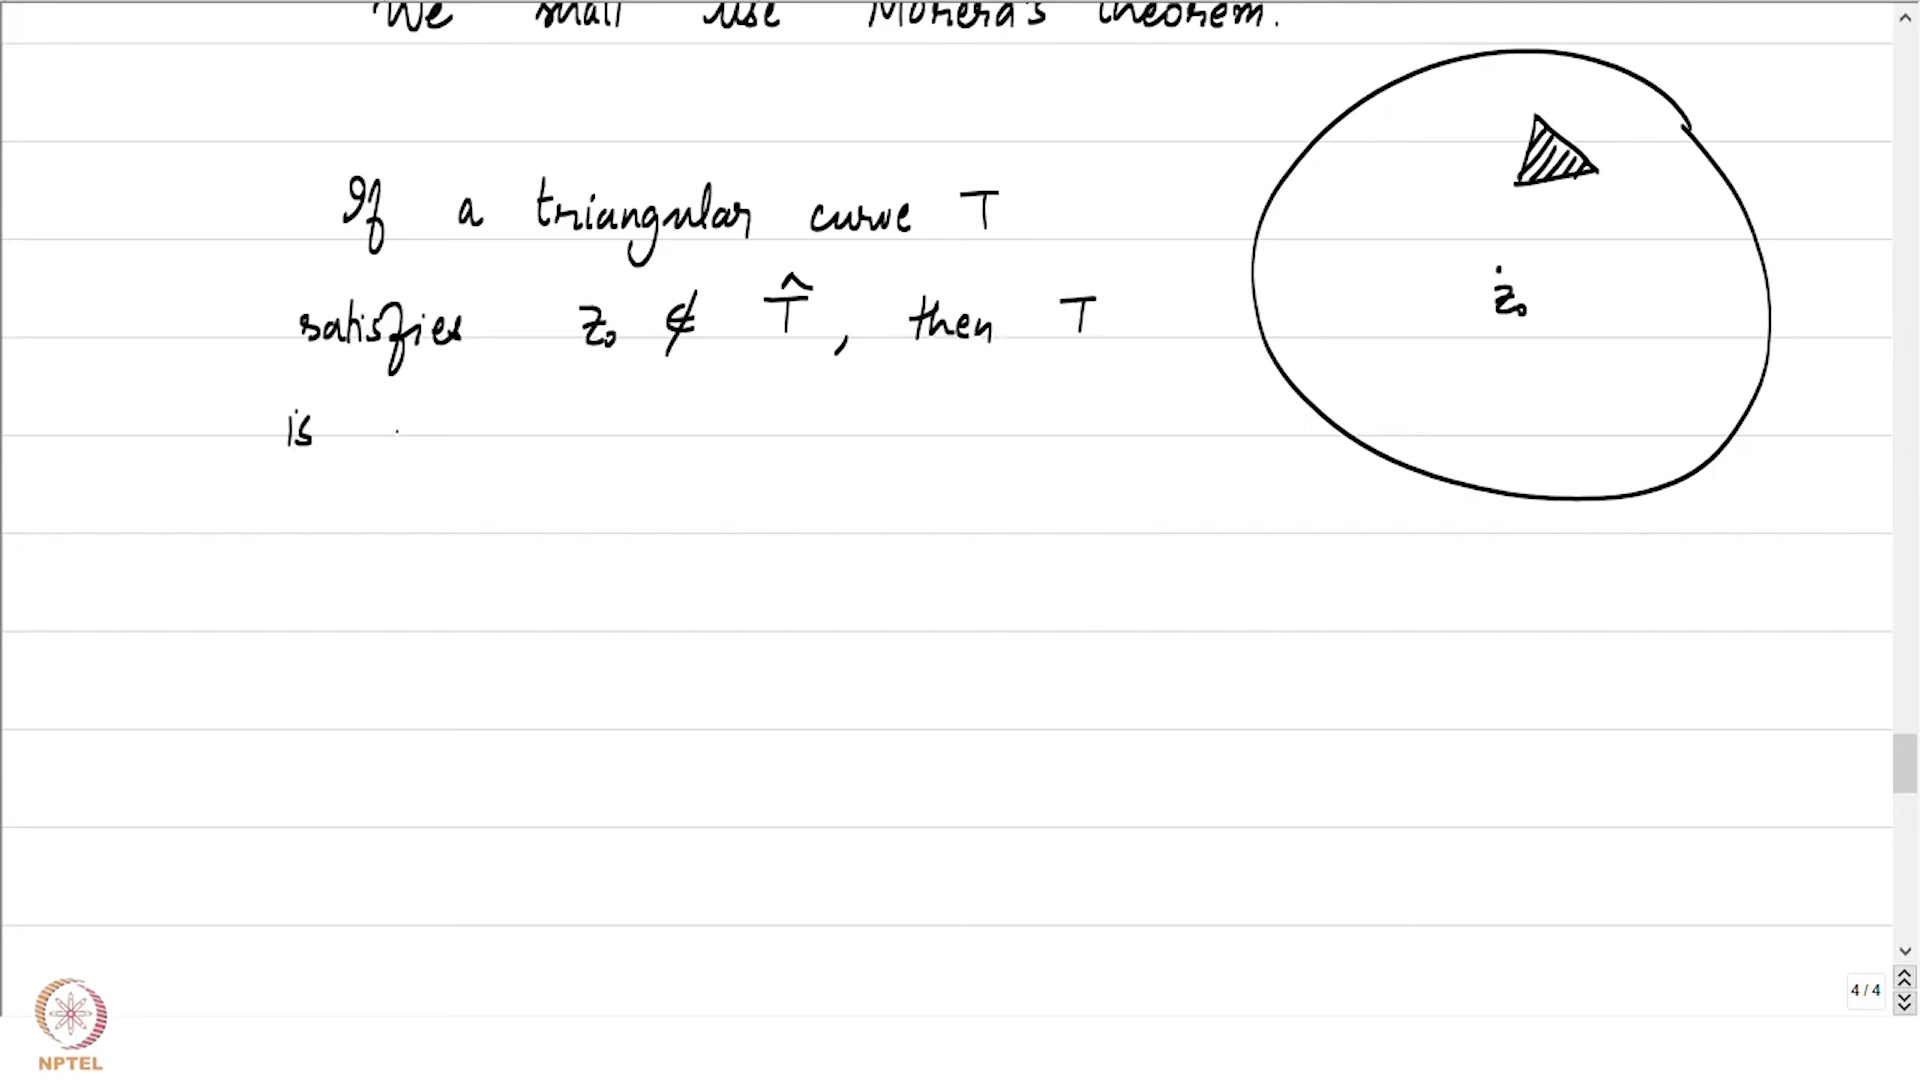 We shall use Morera's theorem.
If a triangular curve T
satisfies z₀ ∉ T̂, then T
is
z₀
4 / 4
NPTEL